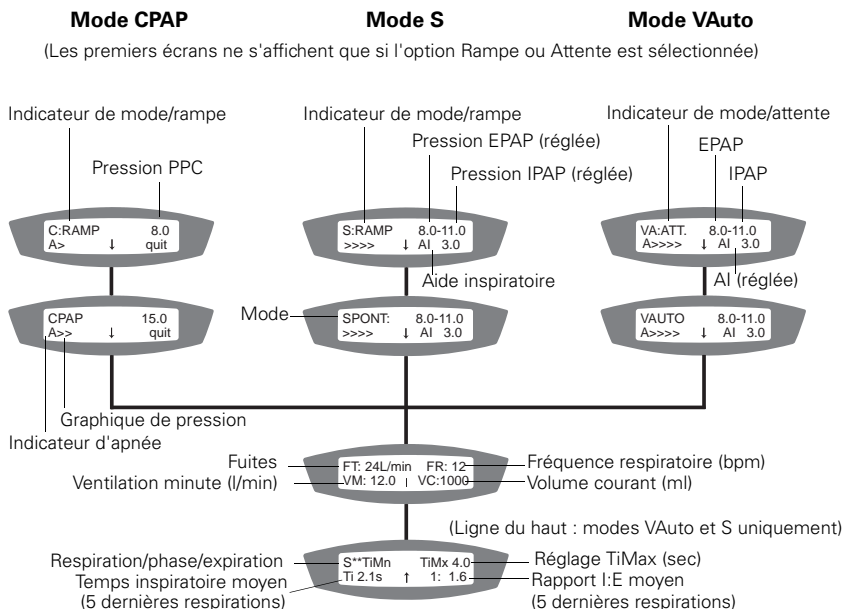 Mode CPAP
Mode S
Mode VAuto
(Les premiers écrans ne s'affichent que si l'option Rampe ou Attente est sélectionnée)
Indicateur de mode/rampe
Indicateur de mode/rampe
Indicateur de mode/attente
Pression EPAP (réglée)
EPAP
Pression PPC
Pression IPAP (réglée)
IPAP
C:RAMP 8.0
A> ↓ quit
S:RAMP 8.0-11.0
>>>> ↓ AI 3.0
VA:ATT. 8.0-11.0
A>>>> ↓ AI 3.0
Aide inspiratoire
AI (réglée)
Mode
CPAP 15.0
A>> ↓ quit
SPONT: 8.0-11.0
>>>> ↓ AI 3.0
VAUTO 8.0-11.0
A>>>> ↓ AI 3.0
Graphique de pression
Indicateur d'apnée
Fuites
FT: 24L/min FR: 12
Fréquence respiratoire (bpm)
Ventilation minute (l/min)
VM: 12.0 VC:1000
Volume courant (ml)
(Ligne du haut : modes VAuto et S uniquement)
Respiration/phase/expiration
S**TiMn TiMx 4.0
Réglage TiMax (sec)
Temps inspiratoire moyen
(5 dernières respirations)
Ti 2.1s ↑ 1: 1.6
Rapport I:E moyen
(5 dernières respirations)